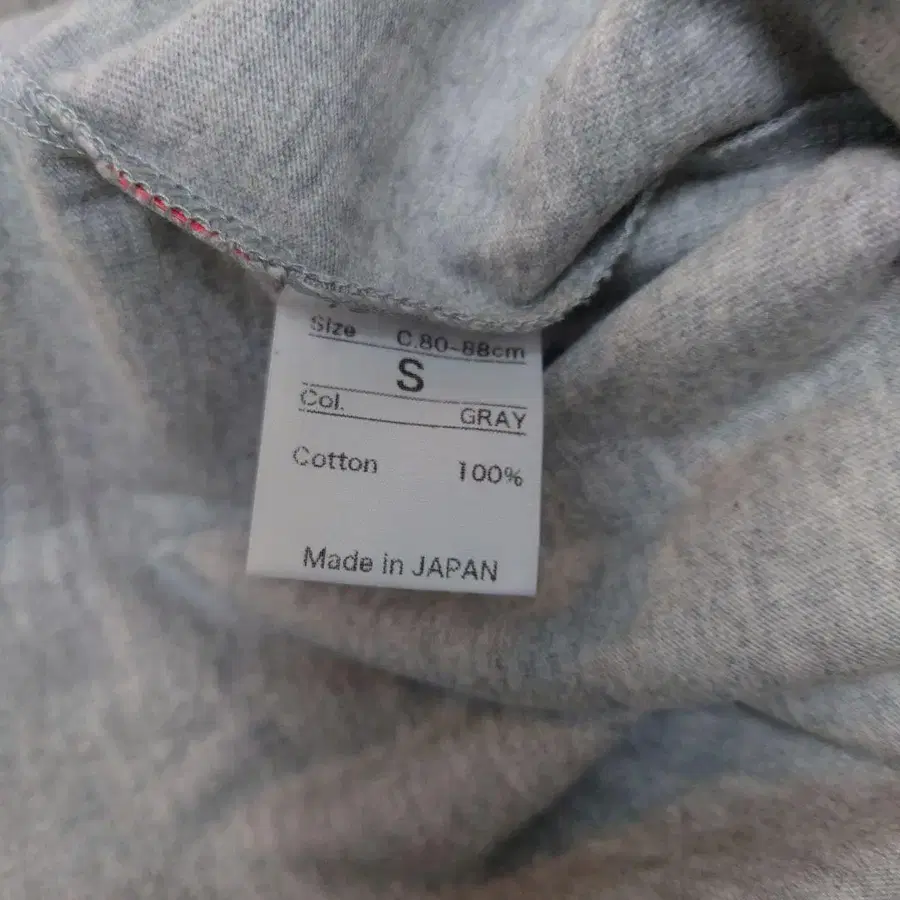 Size C.80-88cm
S
Col. GRAY
Cotton 100%
Made in JAPAN